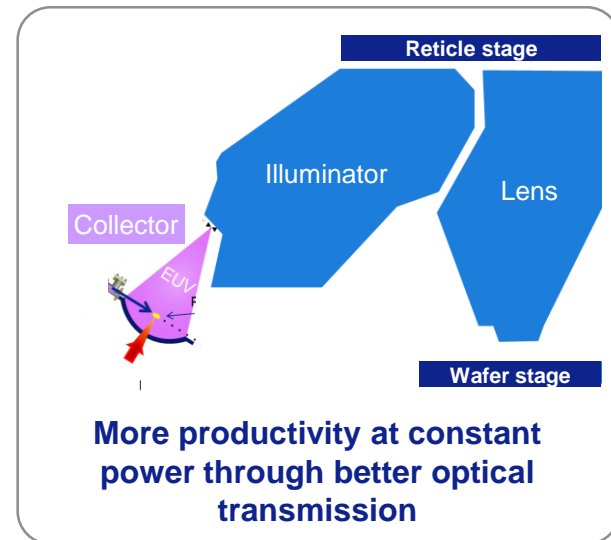 Reticle stage
Illuminator
Lens
Collector
EUV
Wafer stage
More productivity at constant
power through better optical
transmission